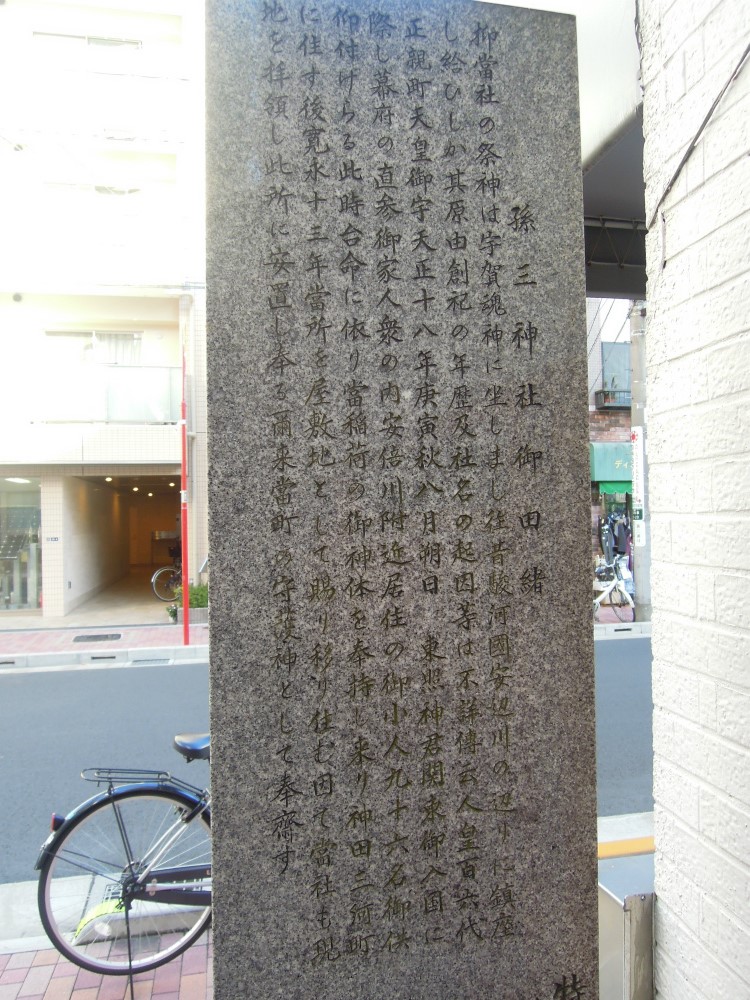 孫三神社御由緒
抑當社の祭神は宇賀魂神に坐しまし往昔駿河國安辺川の辺りに鎮座
し給ひしか其原由創祀の年歴及社名の起因等は不詳傳云人皇百六代
正親町天皇御宇天正十八年庚寅秋八月朔日 東照神君関東御入国に
際し幕府の直参御家人衆の内安倍川附近居住の御小人九十六名御供
仰付けらる此時台命に依り當稲荷の御神体を奉持し来り神田三河町
に住す後寛永十三年當所を屋敷地として賜り移り住む因て當社も此
地を拝領し此所に安置し奉る爾来當町の守護神として奉齋す